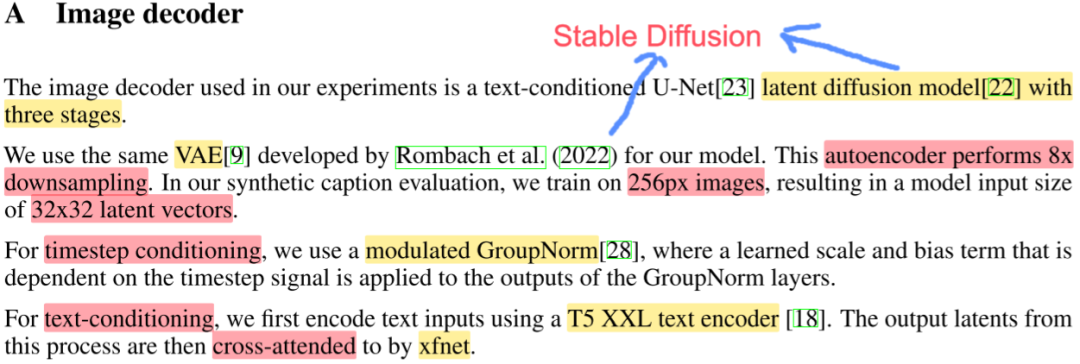 A Image decoder
Stable Diffusion
The image decoder used in our experiments is a text-conditioned U-Net[23] latent diffusion model[22] with
three stages.
We use the same VAE[9] developed by Rombach et al. (2022) for our model. This autoencoder performs 8x
downsampling. In our synthetic caption evaluation, we train on 256px images, resulting in a model input size
of 32x32 latent vectors.
For timestep conditioning, we use a modulated GroupNorm[28], where a learned scale and bias term that is
dependent on the timestep signal is applied to the outputs of the GroupNorm layers.
For text-conditioning, we first encode text inputs using a T5 XXL text encoder [18]. The output latents from
this process are then cross-attended to by xfnet.